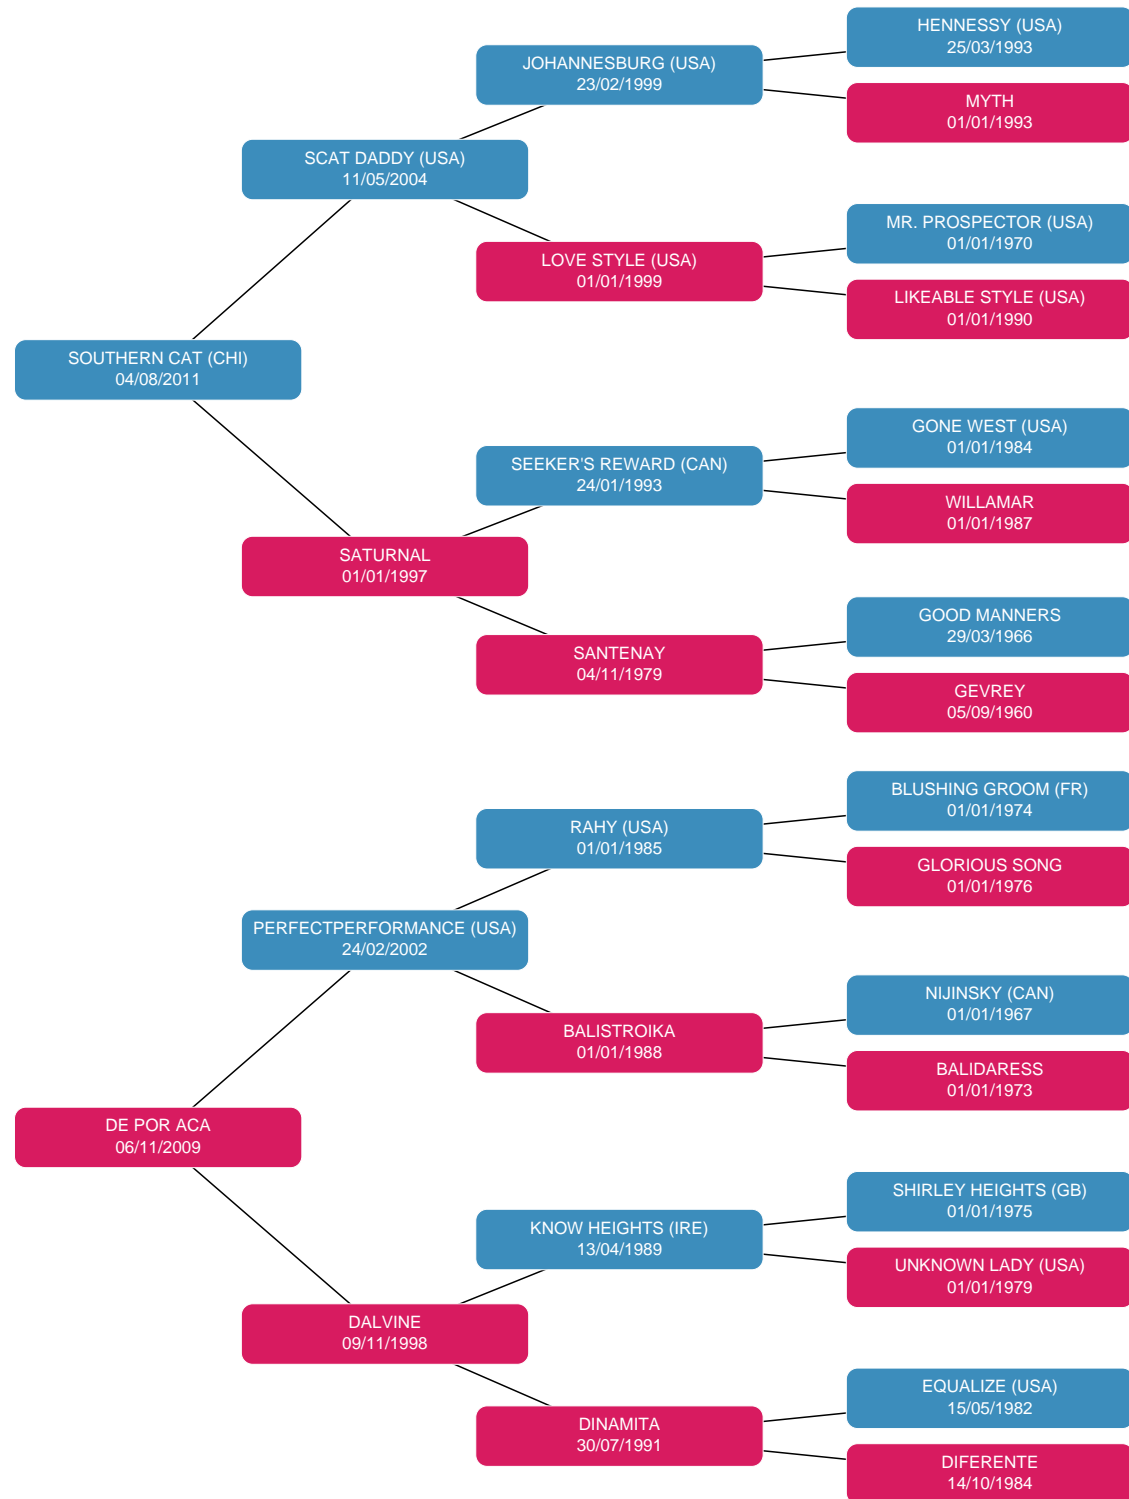 HENNESSY (USA)
25/03/1993
JOHANNESBURG (USA)
23/02/1999
MYTH
01/01/1993
SCAT DADDY (USA)
11/05/2004
MR. PROSPECTOR (USA)
01/01/1970
LOVE STYLE (USA)
01/01/1999
LIKEABLE STYLE (USA)
01/01/1990
SOUTHERN CAT (CHI)
04/08/2011
GONE WEST (USA)
01/01/1984
SEEKER'S REWARD (CAN)
24/01/1993
WILLAMAR
01/01/1987
SATURNAL
01/01/1997
GOOD MANNERS
29/03/1966
SANTENAY
04/11/1979
GEVREY
05/09/1960
BLUSHING GROOM (FR)
01/01/1974
RAHY (USA)
01/01/1985
GLORIOUS SONG
01/01/1976
PERFECTPERFORMANCE (USA)
24/02/2002
NIJINSKY (CAN)
01/01/1967
BALISTROIKA
01/01/1988
BALIDARESS
01/01/1973
DE POR ACA
06/11/2009
SHIRLEY HEIGHTS (GB)
01/01/1975
KNOW HEIGHTS (IRE)
13/04/1989
UNKNOWN LADY (USA)
01/01/1979
DALVINE
09/11/1998
EQUALIZE (USA)
15/05/1982
DINAMITA
30/07/1991
DIFERENTE
14/10/1984